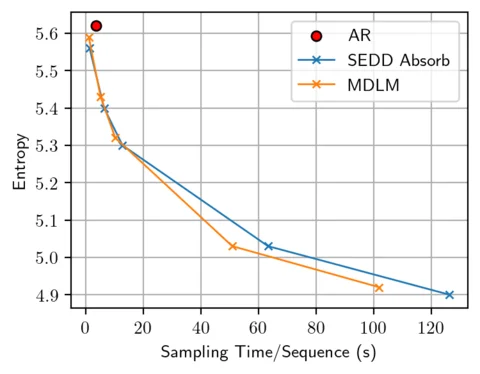 5.6
5.5
5.4
5.3
5.2
5.1
5.0
4.9
Entropy
AR
SEDD Absorb
MDLM
0 20 40 60 80 100 120
Sampling Time/Sequence (s)